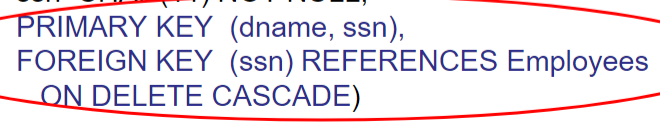 PRIMARY KEY (dname, ssn),
FOREIGN KEY (ssn) REFERENCES Employees
ON DELETE CASCADE)